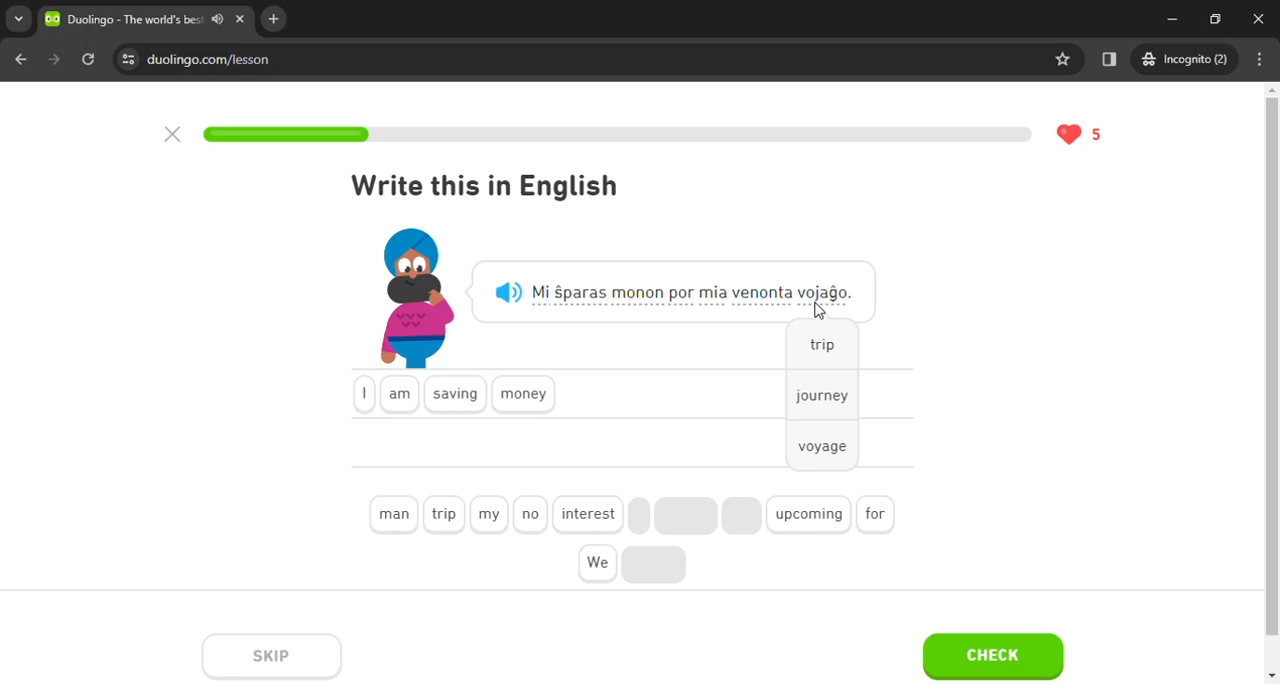 Duolingo - The world's bes
duolingo.com/lesson
Incognito (2)
5
Write this in English
Mi ŝparas monon por mia venonta vojaĝo.
trip
journey
voyage
I am saving money
man trip my no interest upcoming for
We
SKIP
CHECK